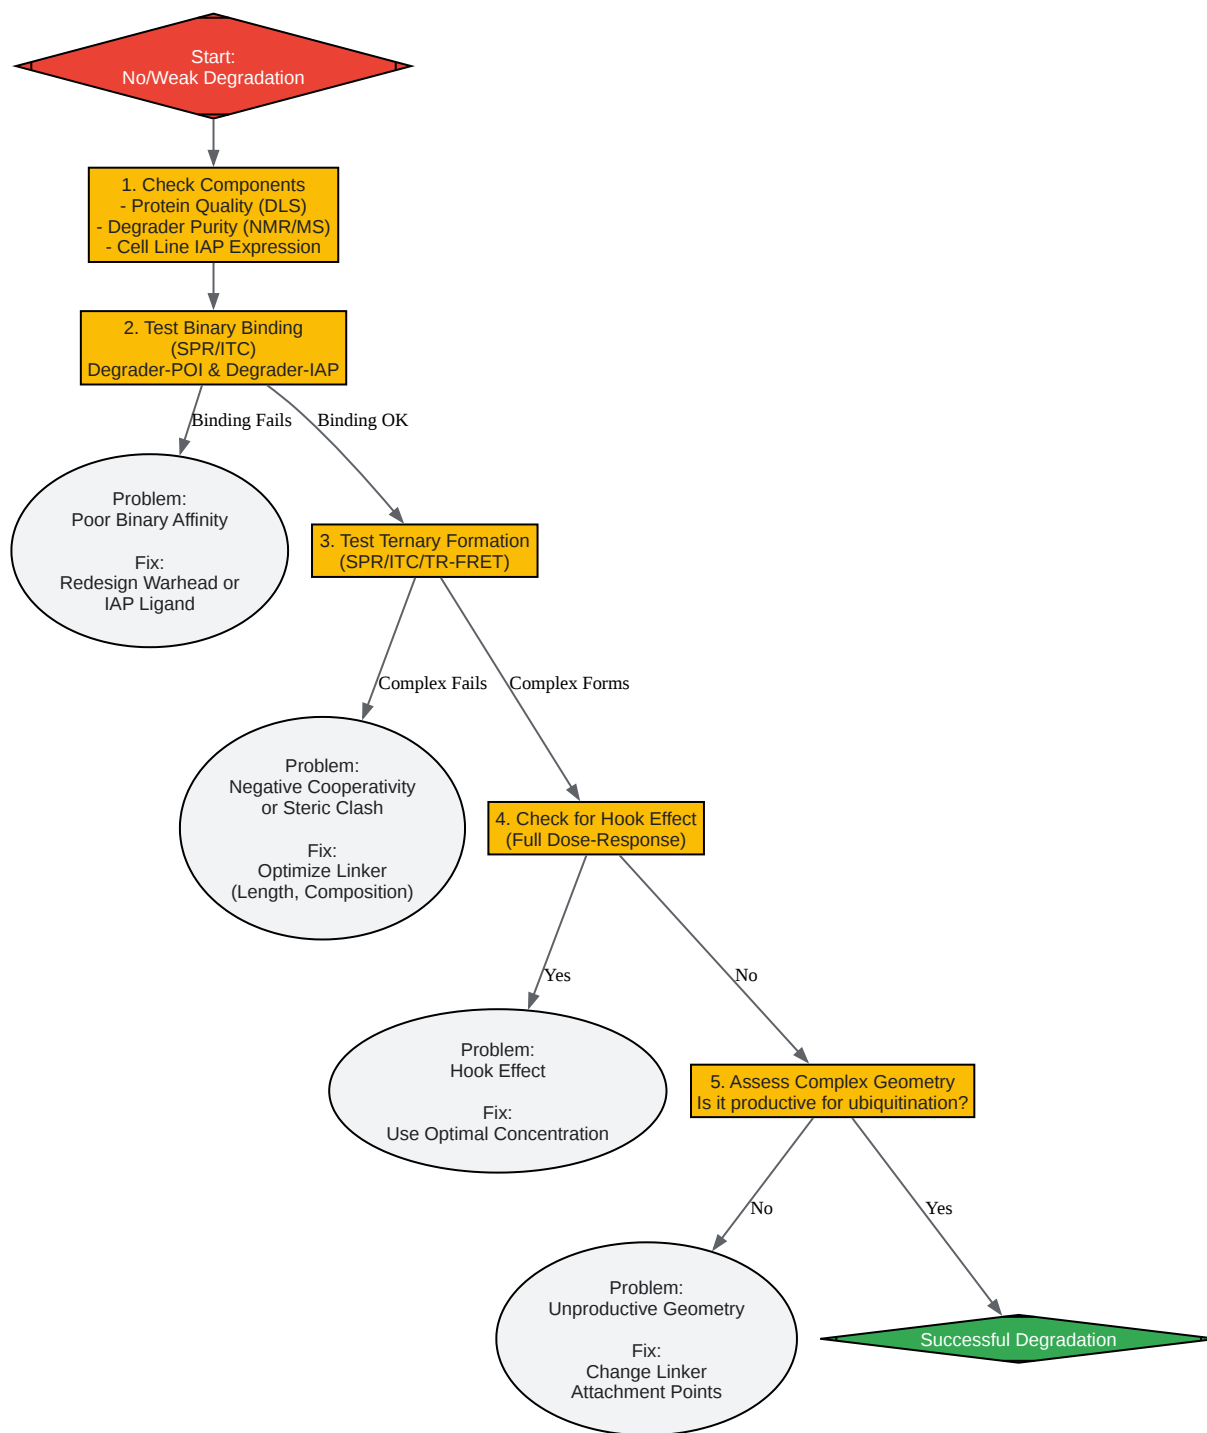 Start:
No/Weak Degradation
1. Check Components
- Protein Quality (DLS)
- Degrader Purity (NMR/MS)
- Cell Line IAP Expression
2. Test Binary Binding
(SPR/ITC)
Degrader-POI & Degrader-IAP
Binding Fails
Binding OK
Problem:
Poor Binary Affinity
Fix:
Redesign Warhead or
IAP Ligand
3. Test Ternary Formation
(SPR/ITC/TR-FRET)
Complex Fails
Complex Forms
Problem:
Negative Cooperativity
or Steric Clash
Fix:
Optimize Linker
(Length, Composition)
4. Check for Hook Effect
(Full Dose-Response)
Yes
No
Problem:
Hook Effect
Fix:
Use Optimal Concentration
5. Assess Complex Geometry
Is it productive for ubiquitination?
No
Yes
Problem:
Unproductive Geometry
Fix:
Change Linker
Attachment Points
Successful Degradation